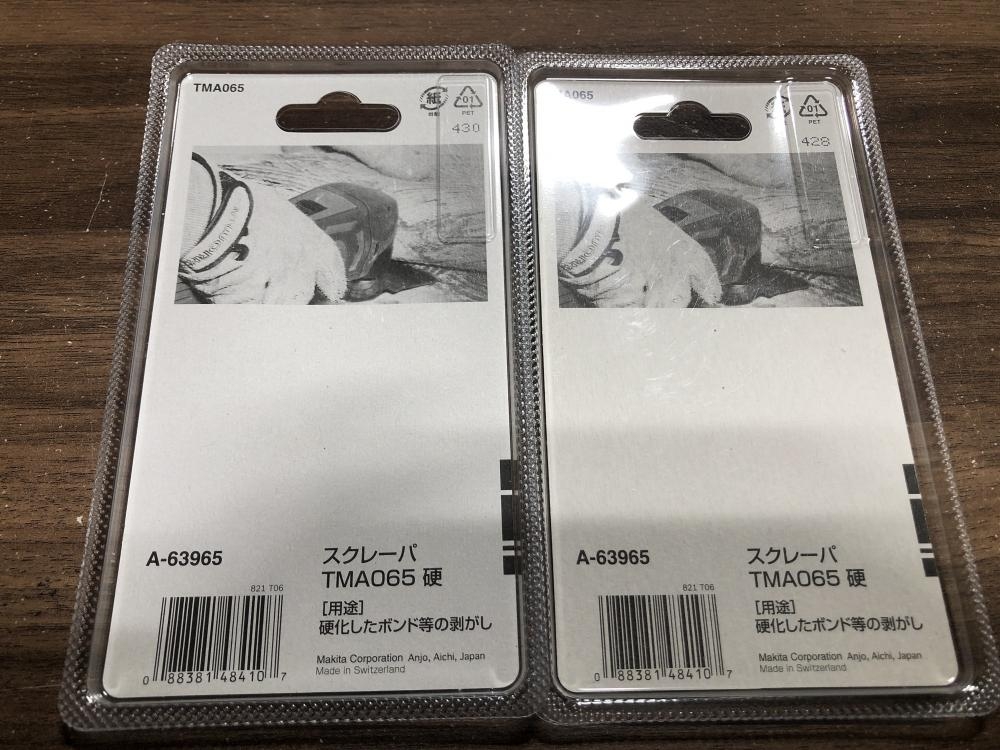 TMA065
紙
01
PET
430
A-63965
スクレーパ
TMA065 硬
821 T06
[用途]
硬化したボンド等の剥がし
Makita Corporation Anjo, Aichi, Japan
Made in Switzerland
0 88381 48410 7
A065
01
PET
428
A-63965
スクレーパ
TMA065 硬
821 T06
[用途]
硬化したボンド等の剥がし
Makita Corporation Anjo, Aichi, Japan
Made in Switzerland
0 88381 48410 7